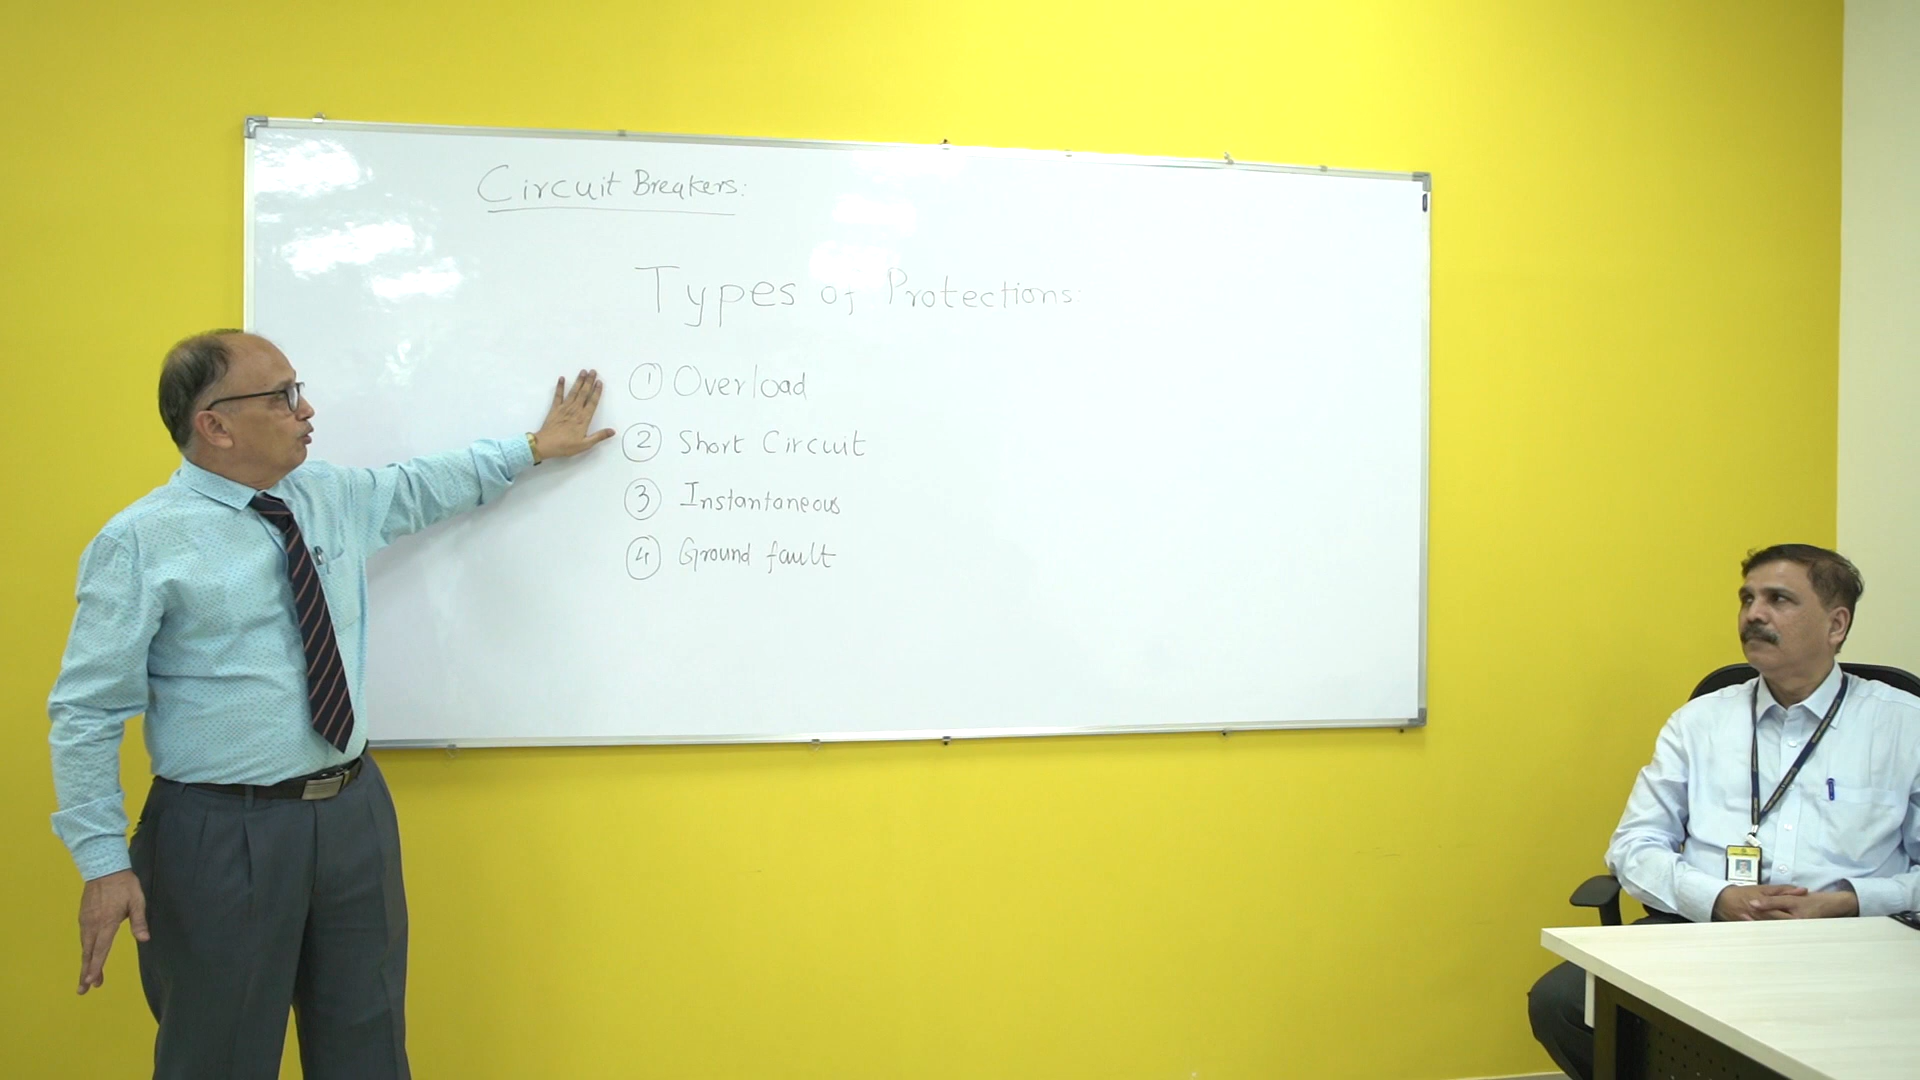 Circuit Breakers:
Types of Protections:
① Overload
② Short Circuit
③ Instantaneous
④ Ground fault